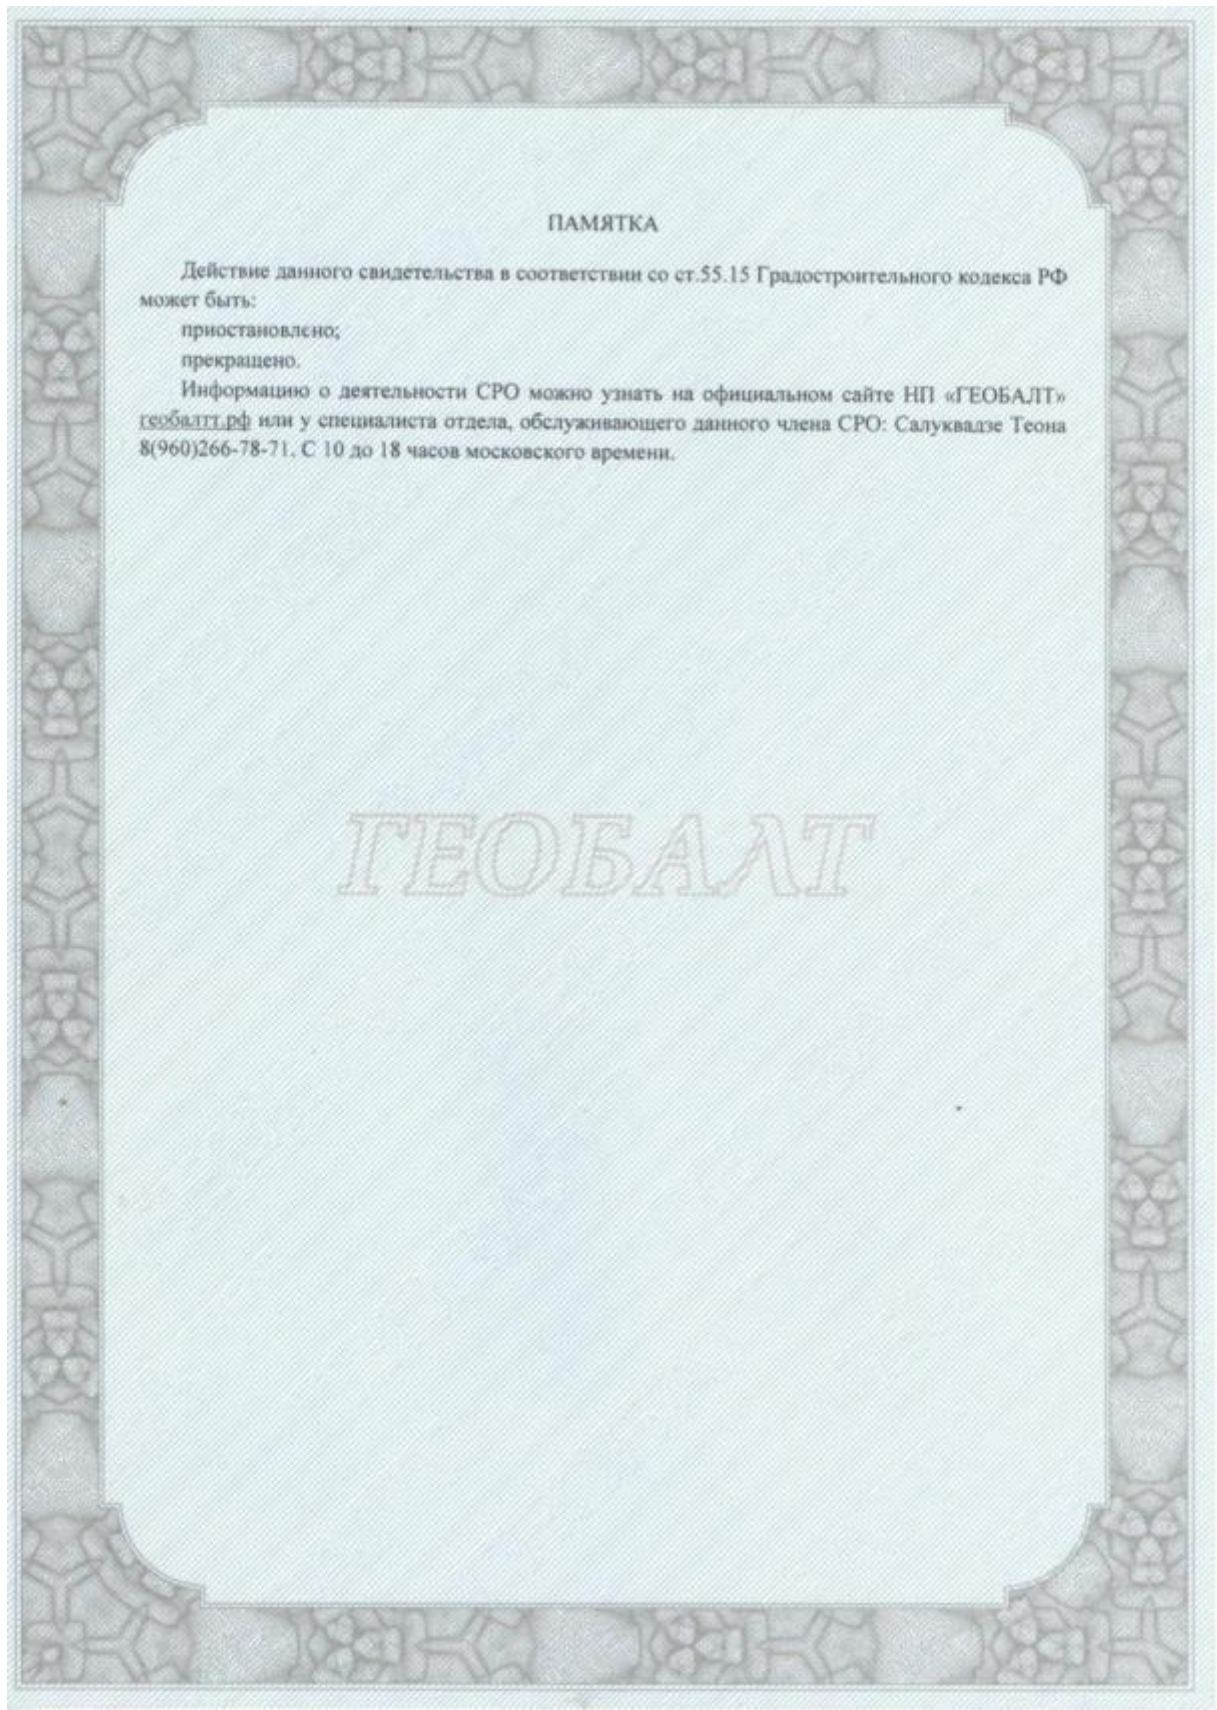 ПАМЯТКА
Действие данного свидетельства в соответствии со ст.55.15 Градостроительного кодекса РФ
может быть:
приостановлено;
прекращено.
Информацию о деятельности СРО можно узнать на официальном сайте НП «ГЕОБАЛТ»
геобалтт.рф или у специалиста отдела, обслуживающего данного члена СРО: Салуквадзе Теона
8(960)266-78-71. С 10 до 18 часов московского времени.
ГЕОБАЛТ